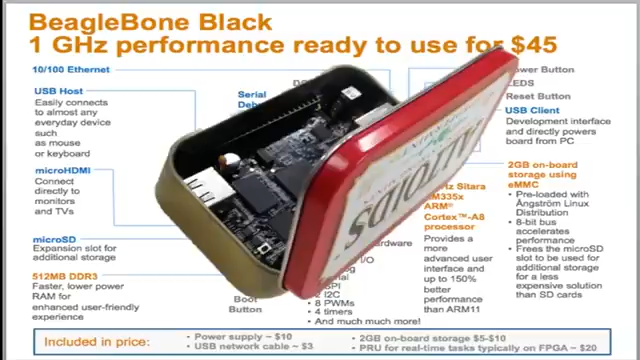 BeagleBone Black
1 GHz performance ready to use for $45
10/100 Ethernet
USB Host
Easily connects
to almost any
everyday device
such
as mouse
or keyboard
microHDMI
Connect
directly to
monitors
and TVs
microSD
Expansion slot for
additional storage
512MB DDR3
Faster, lower power
RAM for
enhanced user-friendly
experience
Serial
Boot
Button
8 PWMs
4 timers
And much much more!
Button
Reset Button
USB Client
Development interface
and directly powers
board from PC
Sitara
ARM®
Cortex™-A8
processor
Provides a
more
advanced user
interface and
up to 150%
better
performance
than ARM11
2GB on-board
storage using
eMMC
• Pre-loaded with
Ångström Linux
Distribution
• 8-bit bus
accelerates
performance
• Frees the microSD
slot to be used for
additional storage
for a less
expensive solution
than SD cards
Included in price:
• Power supply ~ $10
• USB network cable ~ $3
• 2GB on-board storage $5-$10
• PRU for real-time tasks typically on FPGA ~ $20